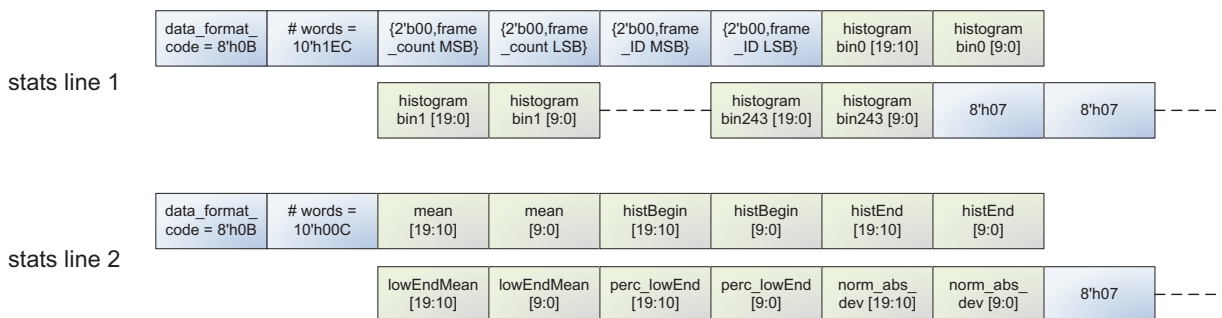 stats line 1
data_format_
code = 8'h0B
# words =
10'h1EC
{2'b00,frame
_count MSB}
{2'b00,frame
_count LSB}
{2'b00,frame
_ID MSB}
{2'b00,frame
_ID LSB}
histogram
bin0 [19:10]
histogram
bin0 [9:0]
histogram
bin1 [19:0]
histogram
bin1 [9:0]
histogram
bin243 [19:0]
histogram
bin243 [9:0]
8'h07
8'h07
stats line 2
data_format_
code = 8'h0B
# words =
10'h00C
mean
[19:10]
mean
[9:0]
histBegin
[19:10]
histBegin
[9:0]
histEnd
[19:10]
histEnd
[9:0]
lowEndMean
[19:10]
lowEndMean
[9:0]
perc_lowEnd
[19:10]
perc_lowEnd
[9:0]
norm_abs_
dev [19:10]
norm_abs_
dev [9:0]
8'h07